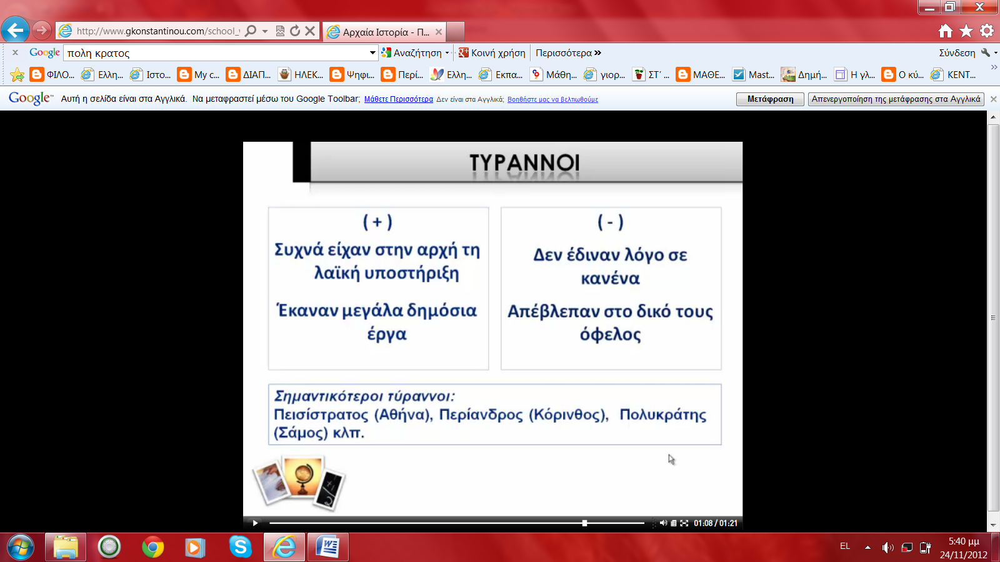 http://www.gkonstantinou.com/school_
Αρχαία Ιστορία - Π...
Google
πολη κρατος
Αναζήτηση
Κοινή χρήση
Περισσότερα
Σύνδεση
ΦΙΛΟ...
Ελλη...
Ιστο...
My c...
ΔΙΑΠ...
ΗΛΕΚ...
Ψηφι...
Περί...
Ελλη...
Εκπα...
Μάθη...
γιορ...
ΣΤ΄ ...
ΜΑΘΕ...
Mast...
Δημή...
Η γλ...
Ο κύ...
ΚΕΝΤ...
Google™ Αυτή η σελίδα είναι στα Αγγλικά. Να μεταφραστεί μέσω του Google Toolbar; Μάθετε Περισσότερα Δεν είναι στα Αγγλικά; Βοηθήστε μας να βελτιωθούμε
Μετάφραση
Απενεργοποίηση της μετάφρασης στα Αγγλικά
ΤΥΡΑΝΝΟΙ
( + )
Συχνά είχαν στην αρχή τη
λαϊκή υποστήριξη
Έκαναν μεγάλα δημόσια
έργα
( - )
Δεν έδιναν λόγο σε
κανένα
Απέβλεπαν στο δικό τους
όφελος
Σημαντικότεροι τύραννοι:
Πεισίστρατος (Αθήνα), Περίανδρος (Κόρινθος), Πολυκράτης
(Σάμος) κλπ.
01:08 / 01:21
EL
5:40 μμ
24/11/2012